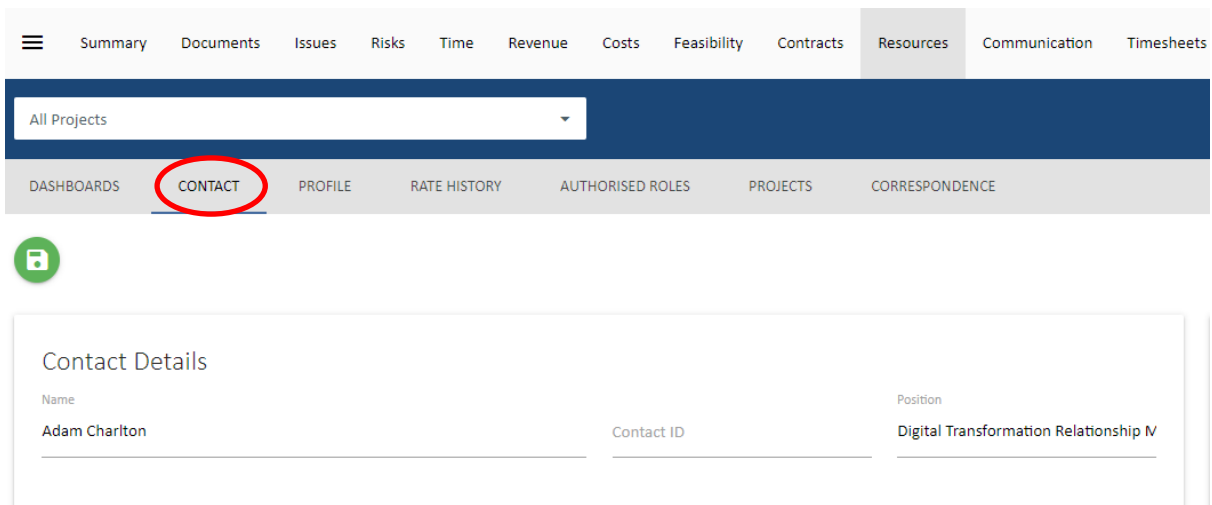 Summary Documents Issues Risks Time Revenue Costs Feasibility Contracts Resources Communication Timesheets
All Projects
DASHBOARDS CONTACT PROFILE RATE HISTORY AUTHORISED ROLES PROJECTS CORRESPONDENCE
Contact Details
Name Position
Adam Charlton Contact ID Digital Transformation Relationship M